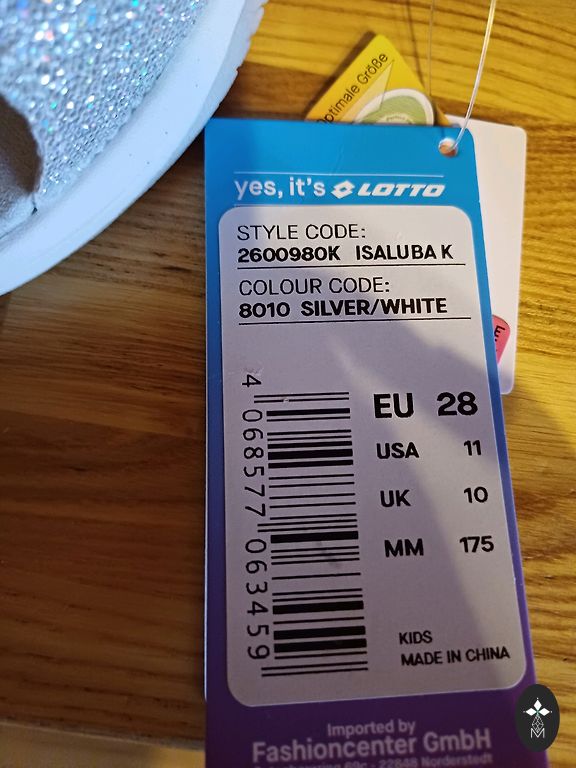 Optimale Größe
yes, it's LOTTO
STYLE CODE:
2600980K ISALUBA K
COLOUR CODE:
8010 SILVER/WHITE
4 068577 063459
EU 28
USA 11
UK 10
MM 175
KIDS
MADE IN CHINA
Imported by
Fashioncenter GmbH
69c - 22848 Norderstedt